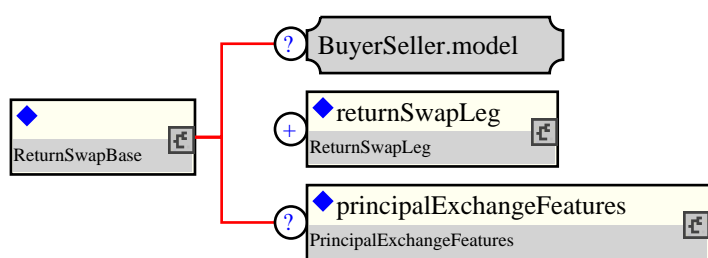 ? BuyerSeller.model
ReturnSwapBase
+ returnSwapLeg
ReturnSwapLeg
? principalExchangeFeatures
PrincipalExchangeFeatures